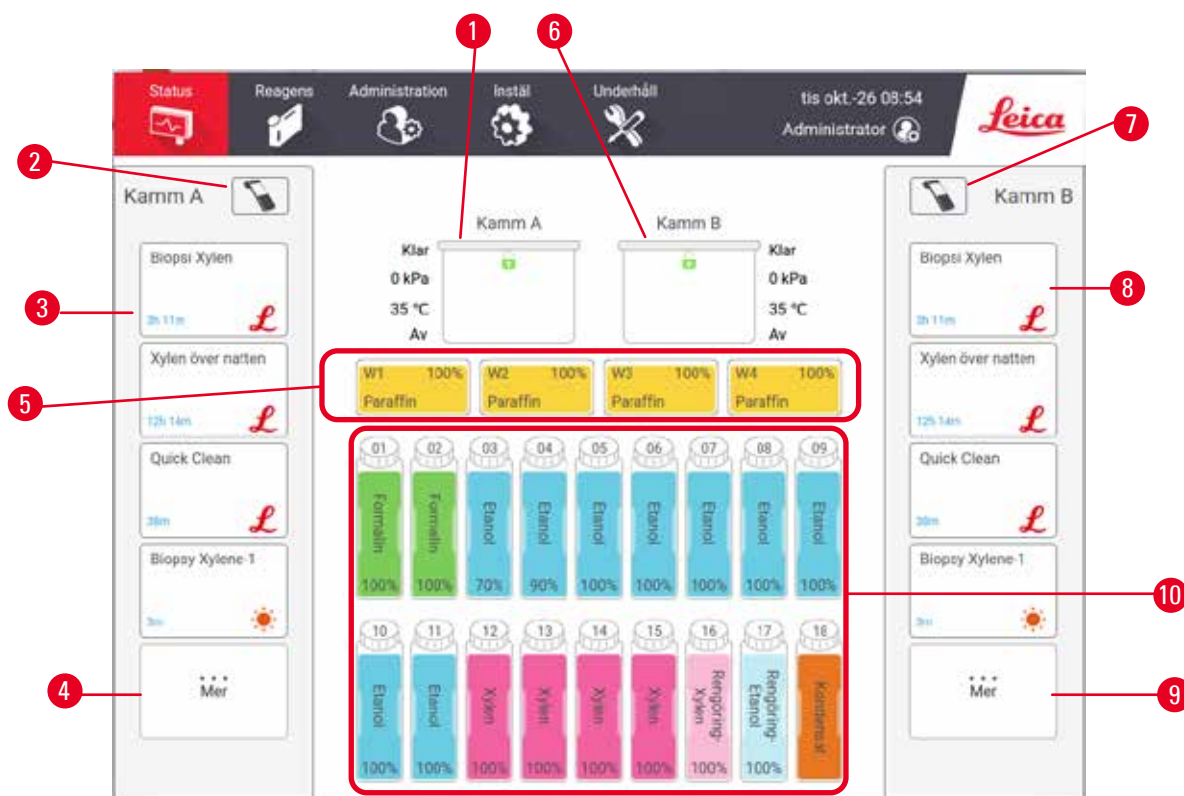 1 6
Status Reagens Administration Inställ Underhåll tis okt.-26 08:54
Administrator
Leica
7
2
Kamm A
Kamm B
Kamm A Kamm B
Klar
0 kPa
35 °C
Av
Klar
0 kPa
35 °C
Av
3
Biopsi Xylen
3h 11m
Xylen över natten
12h 14m
Quick Clean
38m
Biopsy Xylene-1
3m
4
... Mer
5
W1 100% W2 100% W3 100% W4 100%
Paraffin Paraffin Paraffin Paraffin
01 02 03 04 05 06 07 08 09
Formalin Formalin Etanol Etanol Etanol Etanol Etanol Etanol Etanol
100% 100% 70% 90% 100% 100% 100% 100% 100%
10 11 12 13 14 15 16 17 18
Etanol Etanol Xylen Xylen Xylen Xylen Rengöring-Xylen Rengöring-Etanol Kondensat
100% 100% 100% 100% 100% 100% 100% 100%
Biopsi Xylen
3h 11m
8
Xylen över natten
12h 14m
Quick Clean
38m
Biopsy Xylene-1
3m
10
... Mer
9